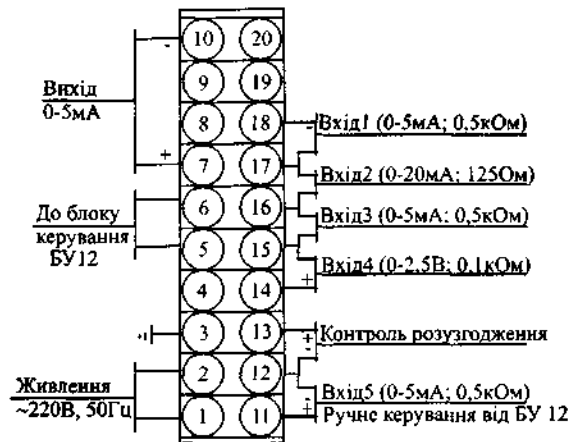 10 20
9 19
8 18
7 17
6 16
5 15
4 14
3 13
2 12
1 11
-
Вихід
0-5мА
+
До блоку
керування
БУ12
Живлення
~220В, 50Гц
-
Вхід1 (0-5мА; 0,5кОм)
Вхід2 (0-20мА; 125Ом)
Вхід3 (0-5мА; 0,5кОм)
Вхід4 (0-2,5В; 0,1кОм)
+
+
Контроль розузгодження
-
Вхід5 (0-5мА; 0,5кОм)
+
Ручне керування від БУ 12